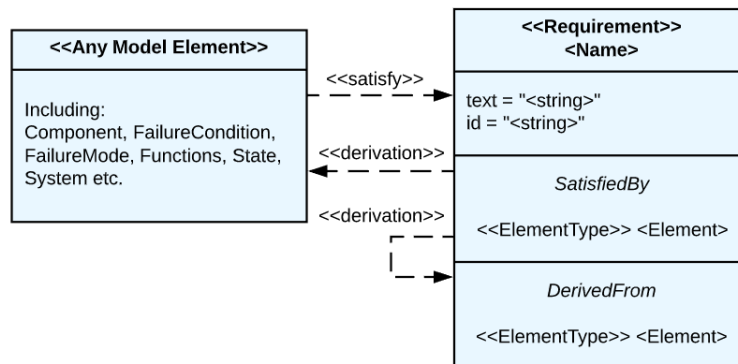 <<Any Model Element>>
Including:
Component, FailureCondition,
FailureMode, Functions, State,
System etc.
<<satisfy>>
<<derivation>>
<<derivation>>
<<Requirement>>
<Name>
text = "<string>"
id = "<string>"
SatisfiedBy
<<ElementType>> <Element>
DerivedFrom
<<ElementType>> <Element>